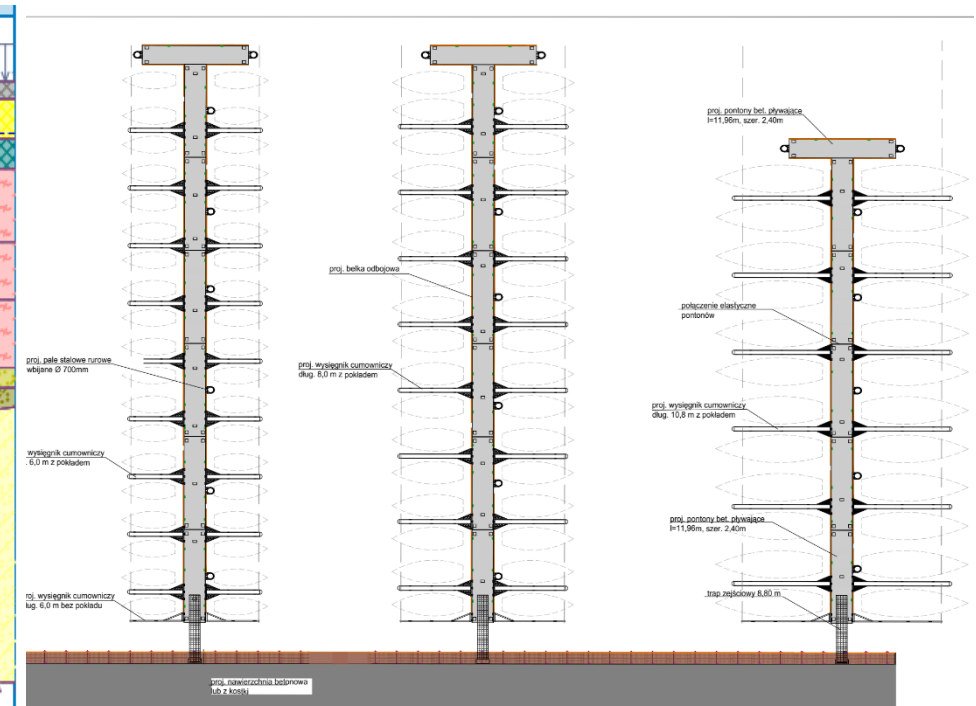 proj. pontony bet. pływające
l=11,96m, szer. 2,40m
proj. belka odbojowa
połączenie elastyczne
pontonów
proj. pale stalowe rurowe
wbijane Ø 700mm
proj. wysięgnik cumowniczy
dług. 8,0 m z pokładem
proj. wysięgnik cumowniczy
dług. 10,8 m z pokładem
wysięgnik cumowniczy
. 6,0 m z pokładem
proj. pontony bet. pływające
l=11,96m, szer. 2,40m
roj. wysięgnik cumowniczy
ług. 6,0 m bez pokładu
trap zejściowy 8,80 m
proj. nawierzchnia betonowa
lub z kostki